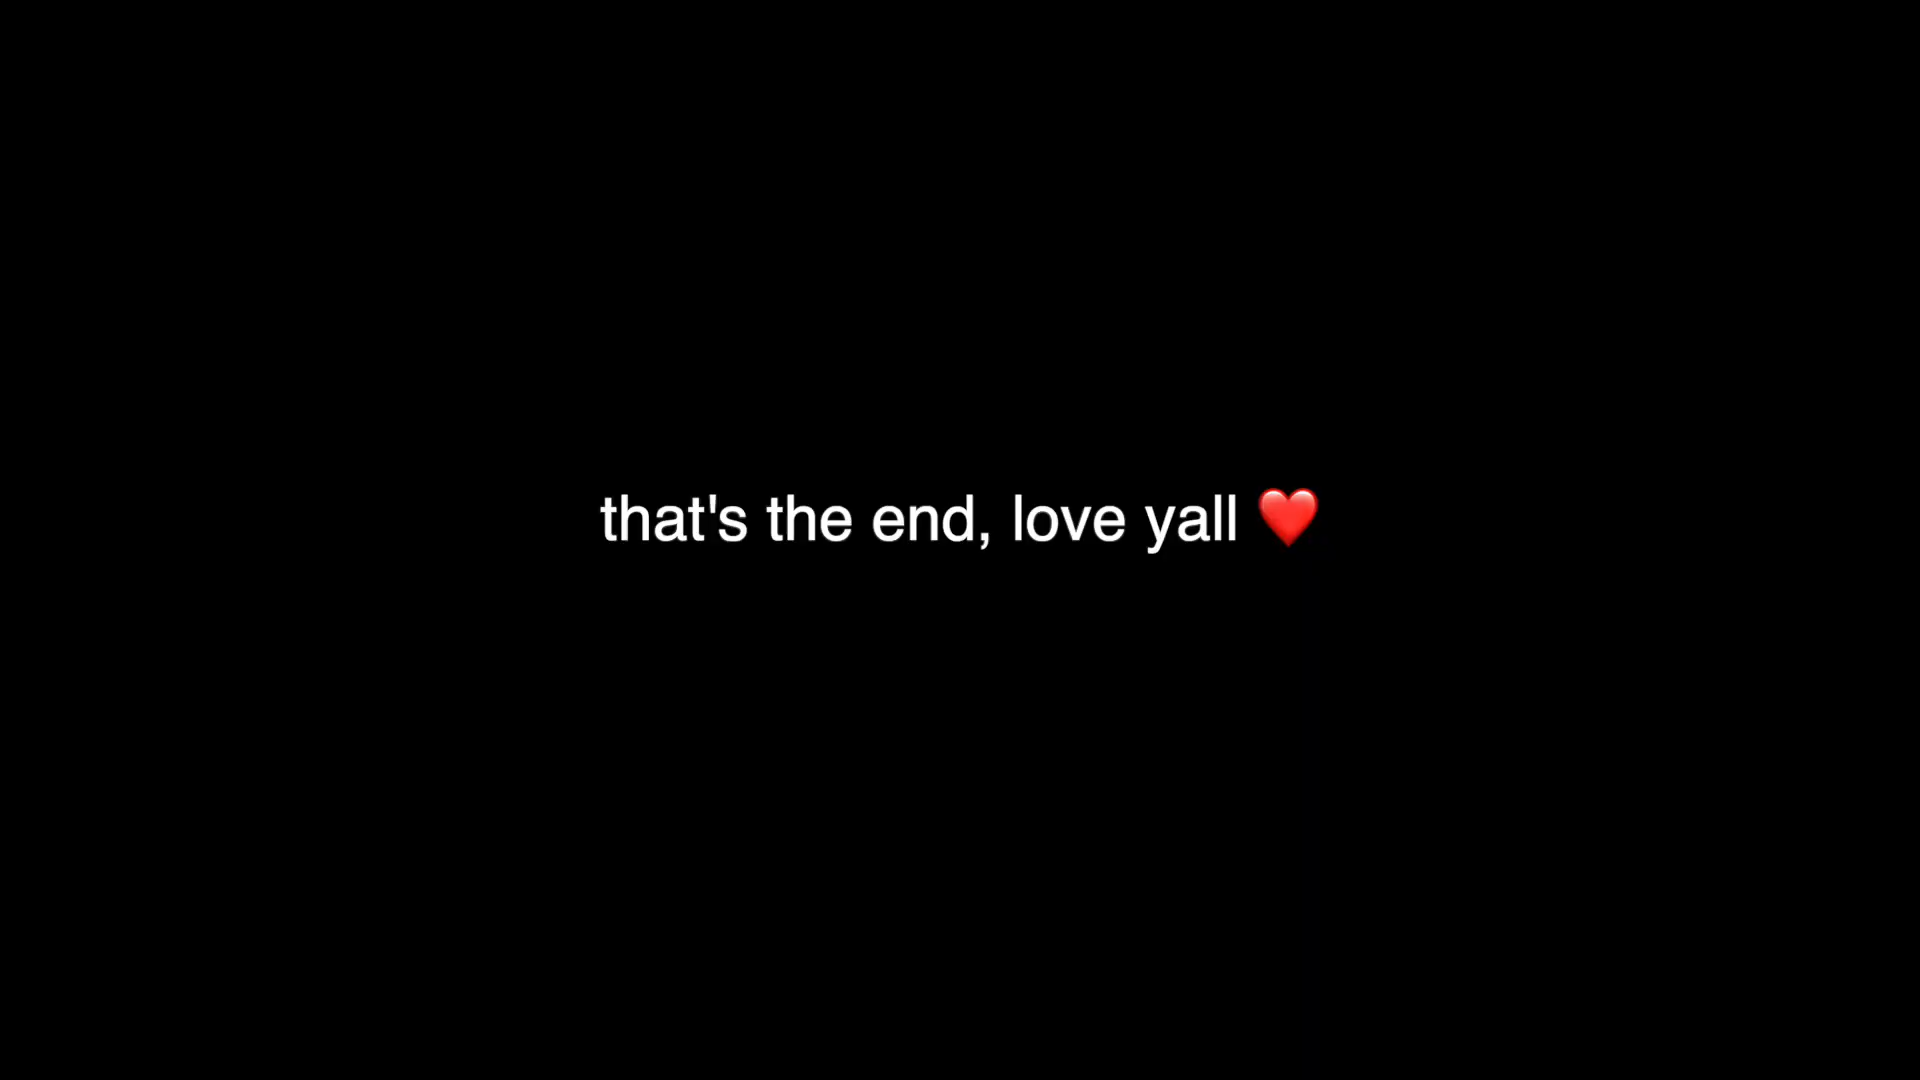 that's the end, love yall ❤️